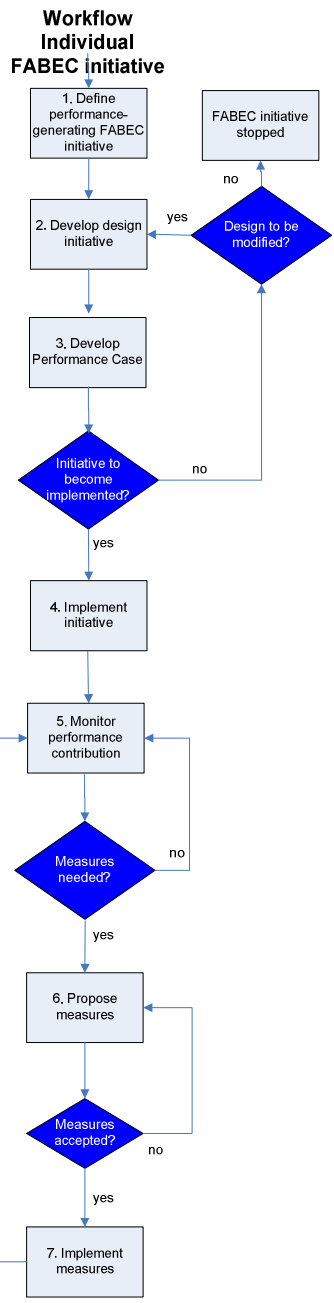 Workflow
Individual
FABEC initiative
1. Define
performance-
generating FABEC
initiative
FABEC initiative
stopped
no
yes
2. Develop design
initiative
Design to be
modified?
3. Develop
Performance Case
Initiative to
become
implemented?
no
yes
4. Implement
initiative
5. Monitor
performance
contribution
Measures
needed?
no
yes
6. Propose
measures
Measures
accepted?
no
yes
7. Implement
measures